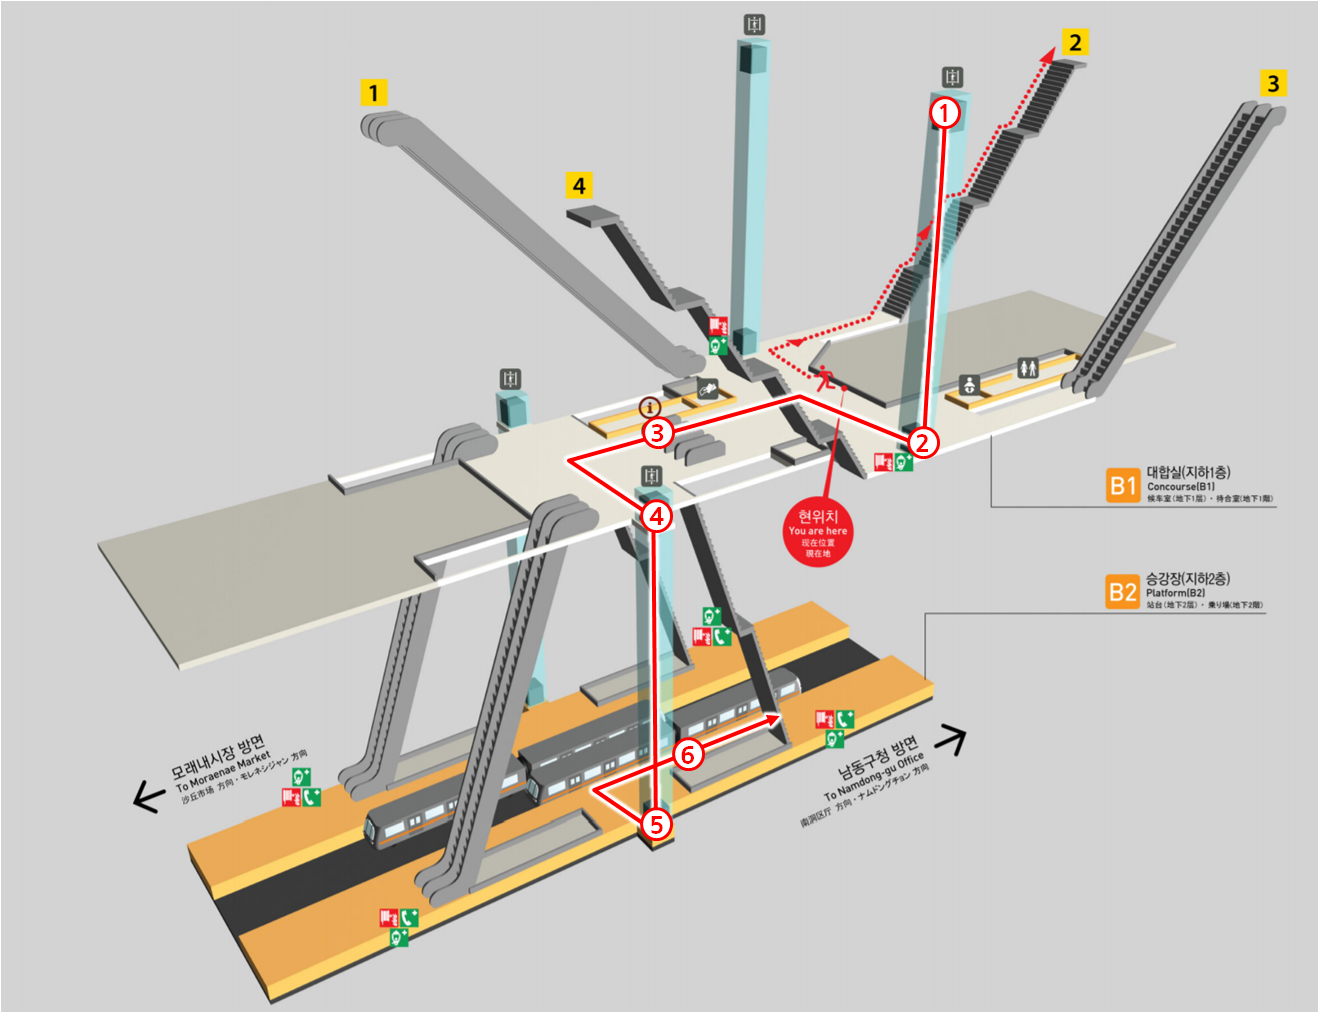 1
2
3
4
①
②
③
④
⑤
⑥
i
현위치
You are here
现在位置
現在地
B1
대합실(지하1층)
Concourse(B1)
候车室(地下1层)・待合室(地下1階)
B2
승강장(지하2층)
Platform(B2)
站台(地下2层)・乗り場(地下2階)
모래내시장 방면
To Moraenae Market
沙丘市场 方向・モレネシジャン 方向
남동구청 방면
To Namdong-gu Office
南洞区厅 方向・ナムドングチョン 方向